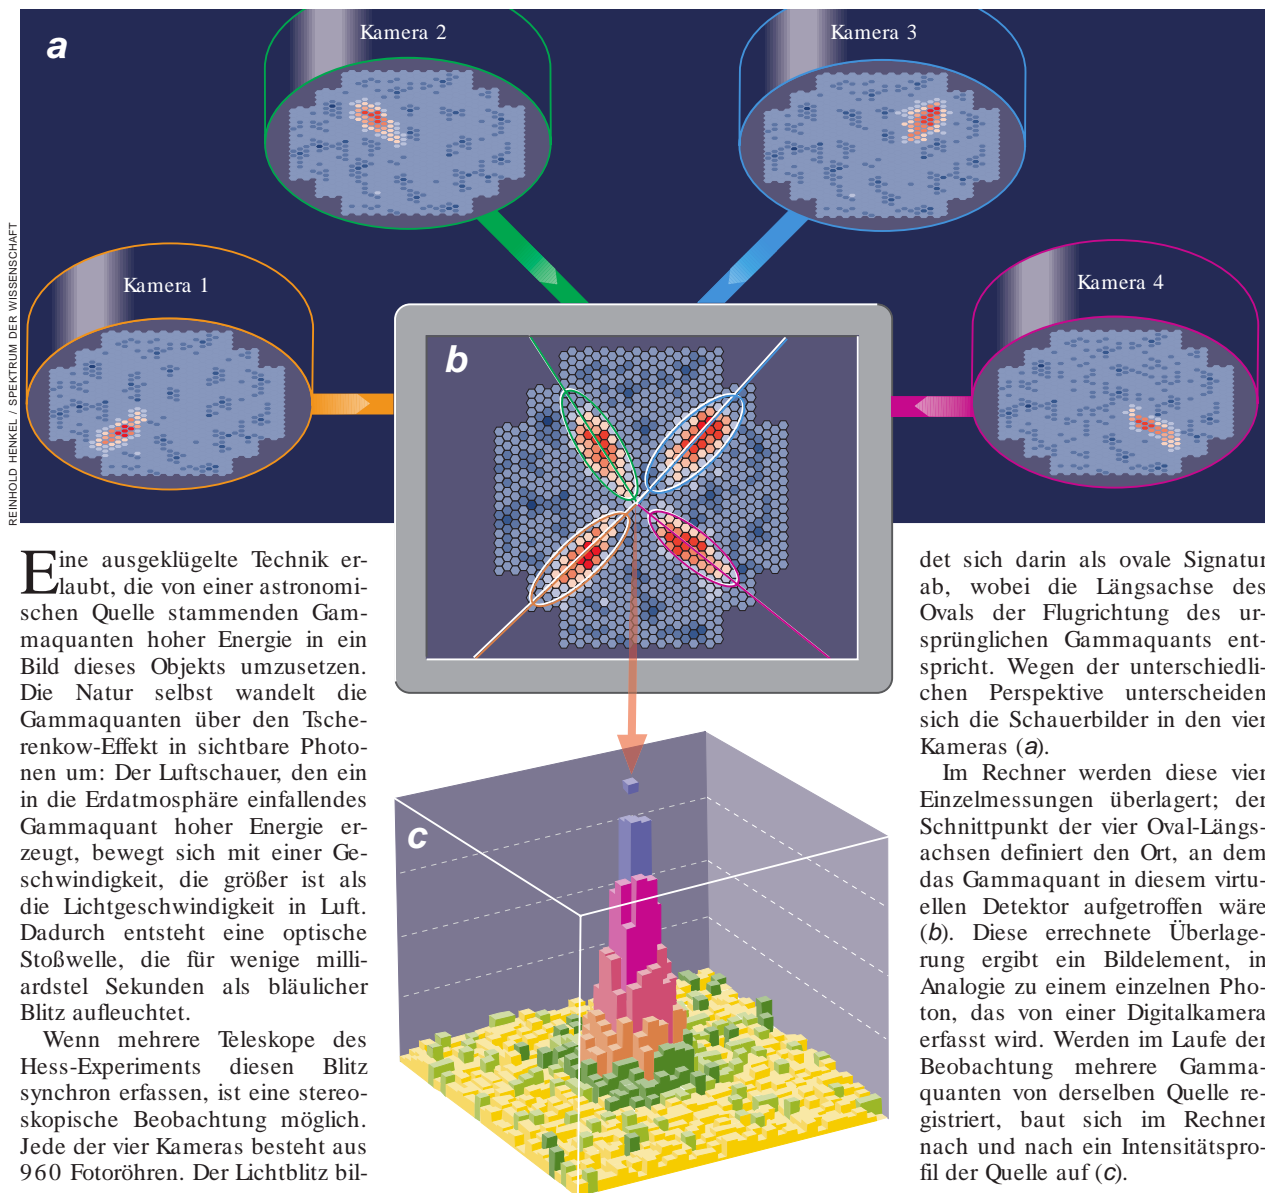 a
Kamera 2
Kamera 3
Kamera 1
Kamera 4
b
c
REINHOLD HENKEL / SPEKTRUM DER WISSENSCHAFT
Eine ausgeklügelte Technik er-
laubt, die von einer astronomi-
schen Quelle stammenden Gam-
maquanten hoher Energie in ein
Bild dieses Objekts umzusetzen.
Die Natur selbst wandelt die
Gammaquanten über den Tsche-
renkow-Effekt in sichtbare Photo-
nen um: Der Luftschauer, den ein
in die Erdatmosphäre einfallendes
Gammaquant hoher Energie er-
zeugt, bewegt sich mit einer Ge-
schwindigkeit, die größer ist als
die Lichtgeschwindigkeit in Luft.
Dadurch entsteht eine optische
Stoßwelle, die für wenige milli-
ardstel Sekunden als bläulicher
Blitz aufleuchtet.
Wenn mehrere Teleskope des
Hess-Experiments diesen Blitz
synchron erfassen, ist eine stereo-
skopische Beobachtung möglich.
Jede der vier Kameras besteht aus
960 Fotoröhren. Der Lichtblitz bil-
det sich darin als ovale Signatur
ab, wobei die Längsachse des
Ovals der Flugrichtung des ur-
sprünglichen Gammaquants ent-
spricht. Wegen der unterschiedli-
chen Perspektive unterscheiden
sich die Schauerbilder in den vier
Kameras (a).
Im Rechner werden diese vier
Einzelmessungen überlagert; der
Schnittpunkt der vier Oval-Längs-
achsen definiert den Ort, an dem
das Gammaquant in diesem virtu-
ellen Detektor aufgetroffen wäre
(b). Diese errechnete Überlage-
rung ergibt ein Bildelement, in
Analogie zu einem einzelnen Pho-
ton, das von einer Digitalkamera
erfasst wird. Werden im Laufe der
Beobachtung mehrere Gamma-
quanten von derselben Quelle re-
gistriert, baut sich im Rechner
nach und nach ein Intensitätspro-
fil der Quelle auf (c).